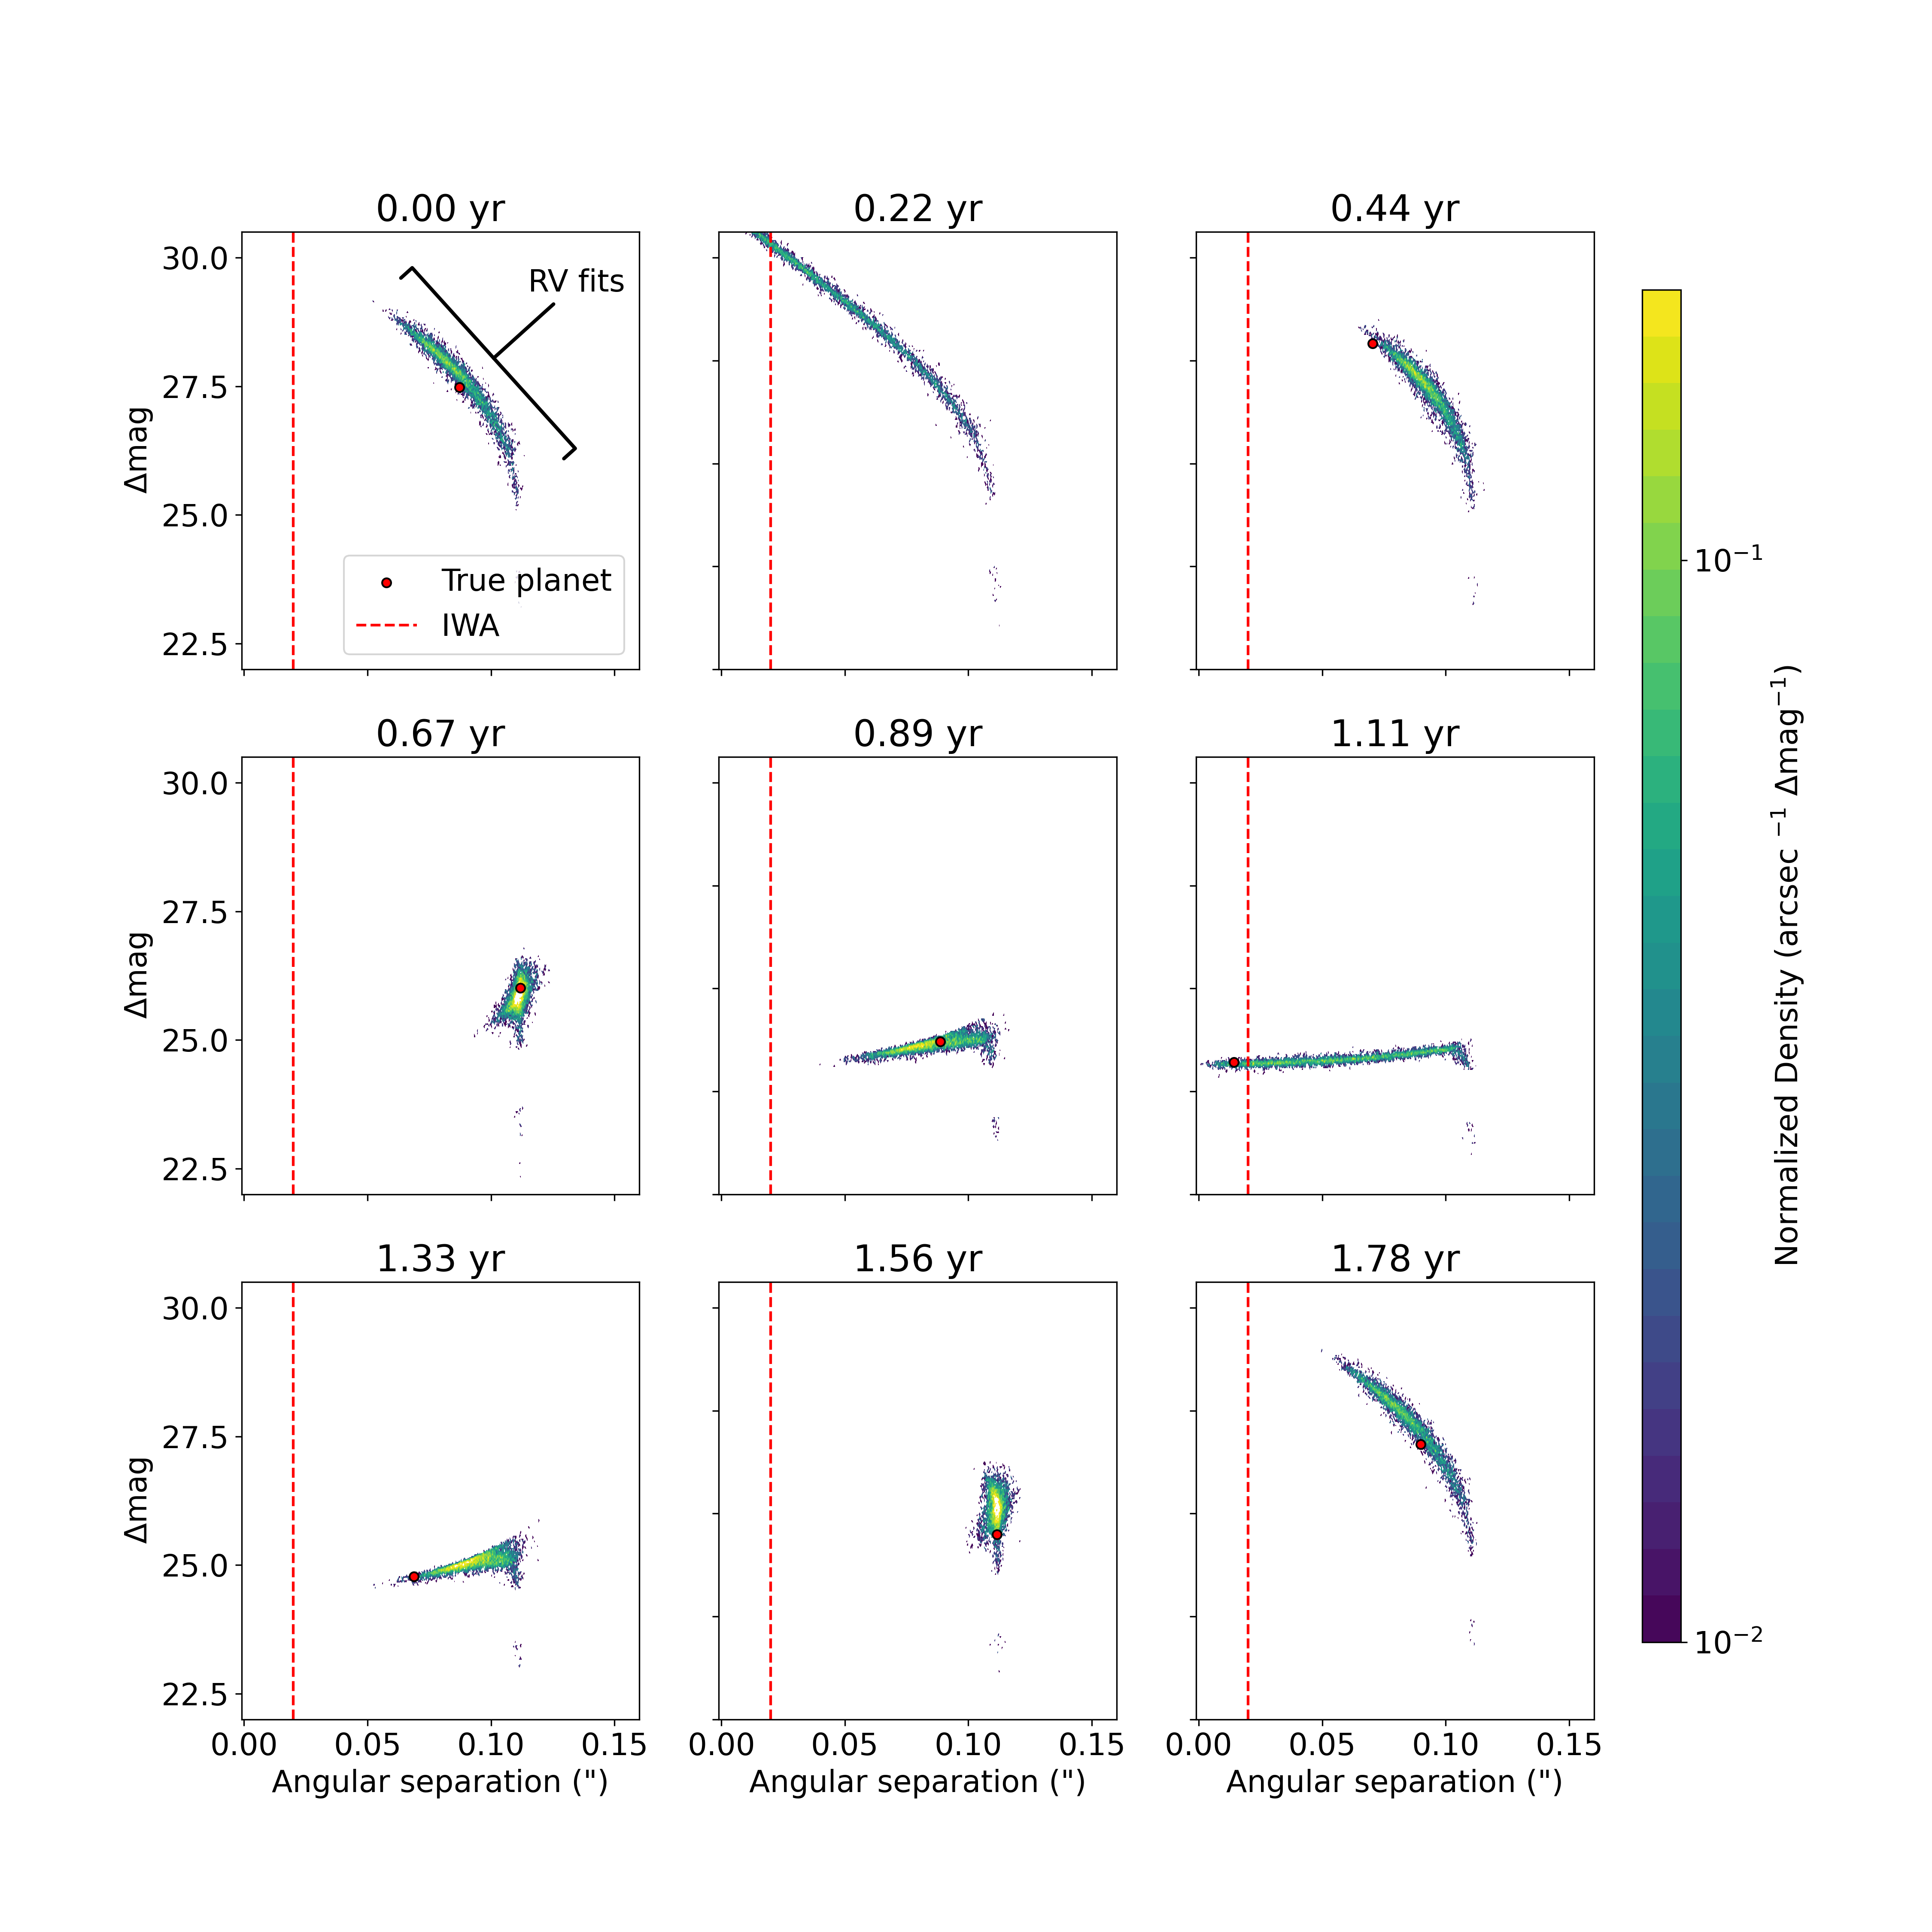 0.00 yr 0.22 yr 0.44 yr
30.0
27.5
25.0
22.5
Δmag
RV fits
True planet
IWA
0.67 yr 0.89 yr 1.11 yr
30.0
27.5
25.0
22.5
Δmag
1.33 yr 1.56 yr 1.78 yr
30.0
27.5
25.0
22.5
Δmag
0.00 0.05 0.10 0.15 0.00 0.05 0.10 0.15 0.00 0.05 0.10 0.15
Angular separation (") Angular separation (") Angular separation (")
10⁻¹
10⁻²
Normalized Density (arcsec ⁻¹ Δmag⁻¹)